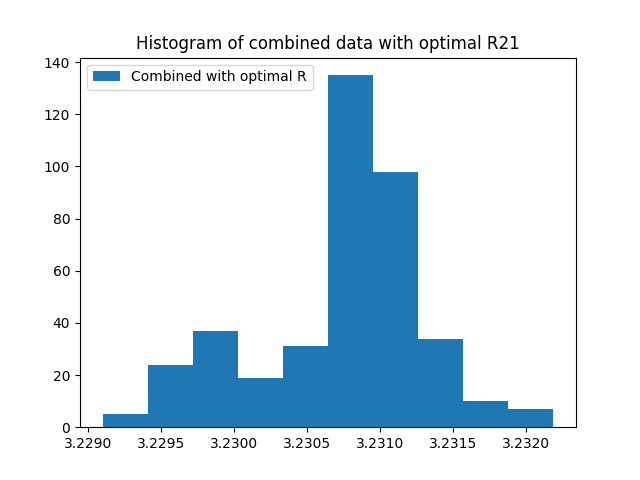 Histogram of combined data with optimal R21
Combined with optimal R
140
120
100
80
60
40
20
0
3.2290 3.2295 3.2300 3.2305 3.2310 3.2315 3.2320